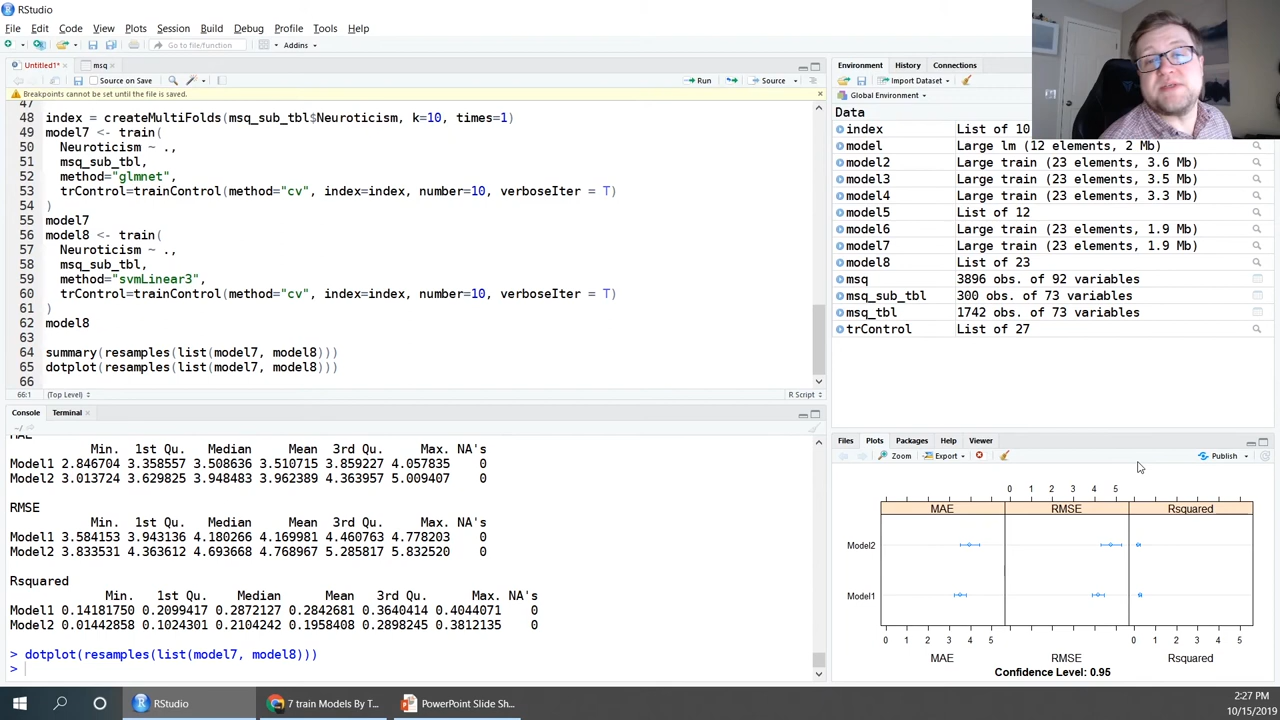 RStudio
File Edit Code View Plots Session Build Debug Profile Tools Help
Go to file/function Addins
Untitled1* msq
Source on Save Run Source
Breakpoints cannot be set until the file is saved.
47
48 index = createMultiFolds(msq_sub_tbl$Neuroticism, k=10, times=1)
49 model7 <- train(
50 Neuroticism ~ .,
51 msq_sub_tbl,
52 method="glmnet",
53 trControl=trainControl(method="cv", index=index, number=10, verboseIter = T)
54 )
55 model7
56 model8 <- train(
57 Neuroticism ~ .,
58 msq_sub_tbl,
59 method="svmLinear3",
60 trControl=trainControl(method="cv", index=index, number=10, verboseIter = T)
61 )
62 model8
63
64 summary(resamples(list(model7, model8)))
65 dotplot(resamples(list(model7, model8)))
66
66:1 (Top Level) R Script
Console Terminal
~/
MAE
Min. 1st Qu. Median Mean 3rd Qu. Max. NA's
Model1 2.846704 3.358557 3.508636 3.510715 3.859227 4.057835 0
Model2 3.013724 3.629825 3.948483 3.962389 4.363957 5.009407 0
RMSE
Min. 1st Qu. Median Mean 3rd Qu. Max. NA's
Model1 3.584153 3.943136 4.180266 4.169981 4.460763 4.778203 0
Model2 3.833531 4.363612 4.693668 4.768967 5.285817 5.932520 0
Rsquared
Min. 1st Qu. Median Mean 3rd Qu. Max. NA's
Model1 0.14181750 0.2099417 0.2872127 0.2842681 0.3640414 0.4044071 0
Model2 0.01442858 0.1024301 0.2104242 0.1958408 0.2898245 0.3812135 0
> dotplot(resamples(list(model7, model8)))
>
Environment History Connections
Import Dataset
Global Environment
Data
index List of 10
model Large lm (12 elements, 2 Mb)
model2 Large train (23 elements, 3.6 Mb)
model3 Large train (23 elements, 3.5 Mb)
model4 Large train (23 elements, 3.3 Mb)
model5 List of 12
model6 Large train (23 elements, 1.9 Mb)
model7 Large train (23 elements, 1.9 Mb)
model8 List of 23
msq 3896 obs. of 92 variables
msq_sub_tbl 300 obs. of 73 variables
msq_tbl 1742 obs. of 73 variables
trControl List of 27
Files Plots Packages Help Viewer
Zoom Export Publish
0 1 2 3 4 5
MAE RMSE Rsquared
Model2
Model1
0 1 2 3 4 5 0 1 2 3 4 5
MAE RMSE Rsquared
Confidence Level: 0.95
RStudio 7 train Models By T... PowerPoint Slide Sh...
2:27 PM
10/15/2019